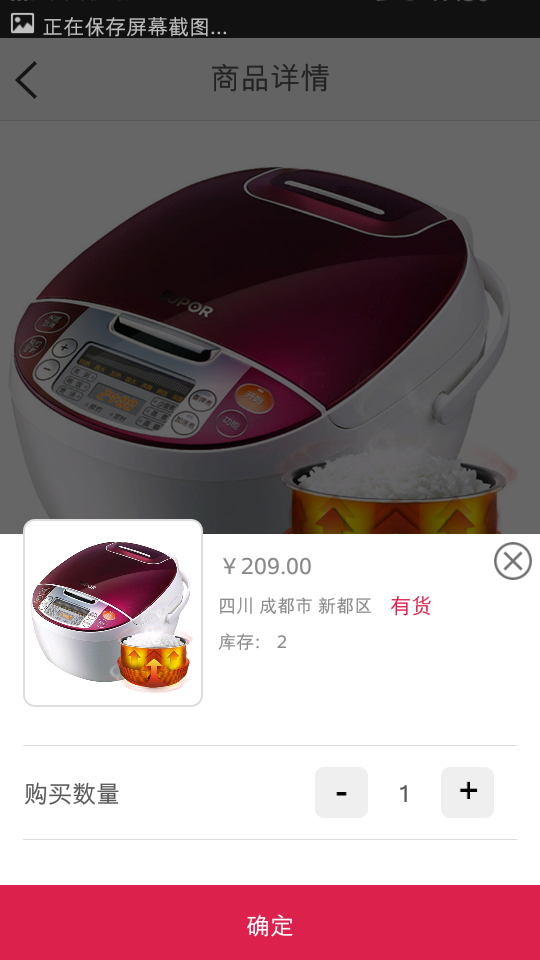 正在保存屏幕截图...
商品详情
￥209.00
四川 成都市 新都区 有货
库存： 2
购买数量
- 1 +
确定